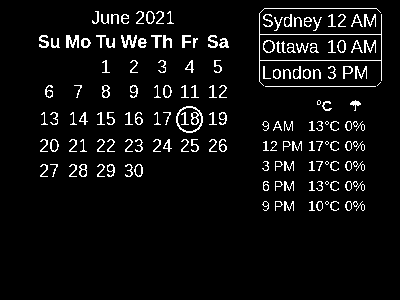 June 2021
Su Mo Tu We Th Fr Sa
1 2 3 4 5
6 7 8 9 10 11 12
13 14 15 16 17 18 19
20 21 22 23 24 25 26
27 28 29 30
Sydney 12 AM
Ottawa 10 AM
London 3 PM
°C ☂
9 AM 13°C 0%
12 PM 17°C 0%
3 PM 17°C 0%
6 PM 13°C 0%
9 PM 10°C 0%